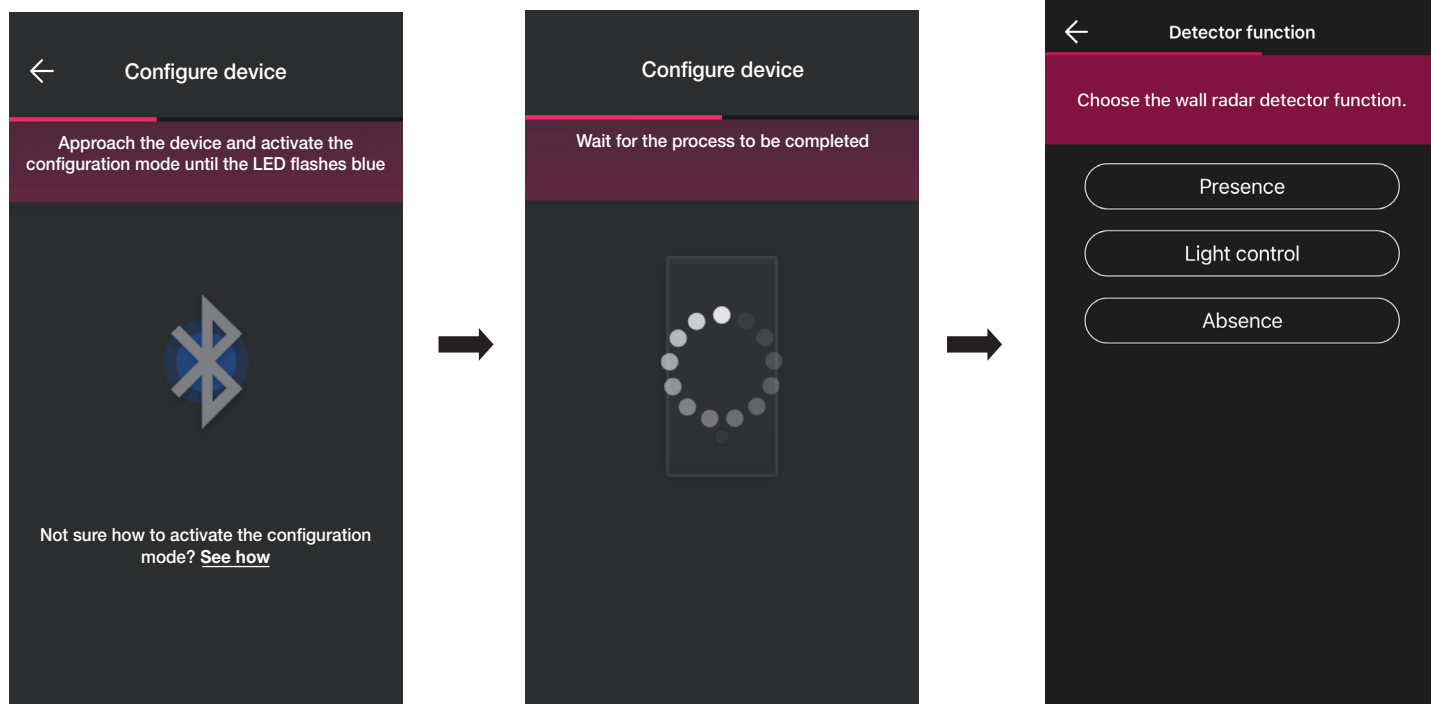 Configure device
Approach the device and activate the
configuration mode until the LED flashes blue
Not sure how to activate the configuration
mode? See how
Configure device
Wait for the process to be completed
Detector function
Choose the wall radar detector function.
Presence
Light control
Absence